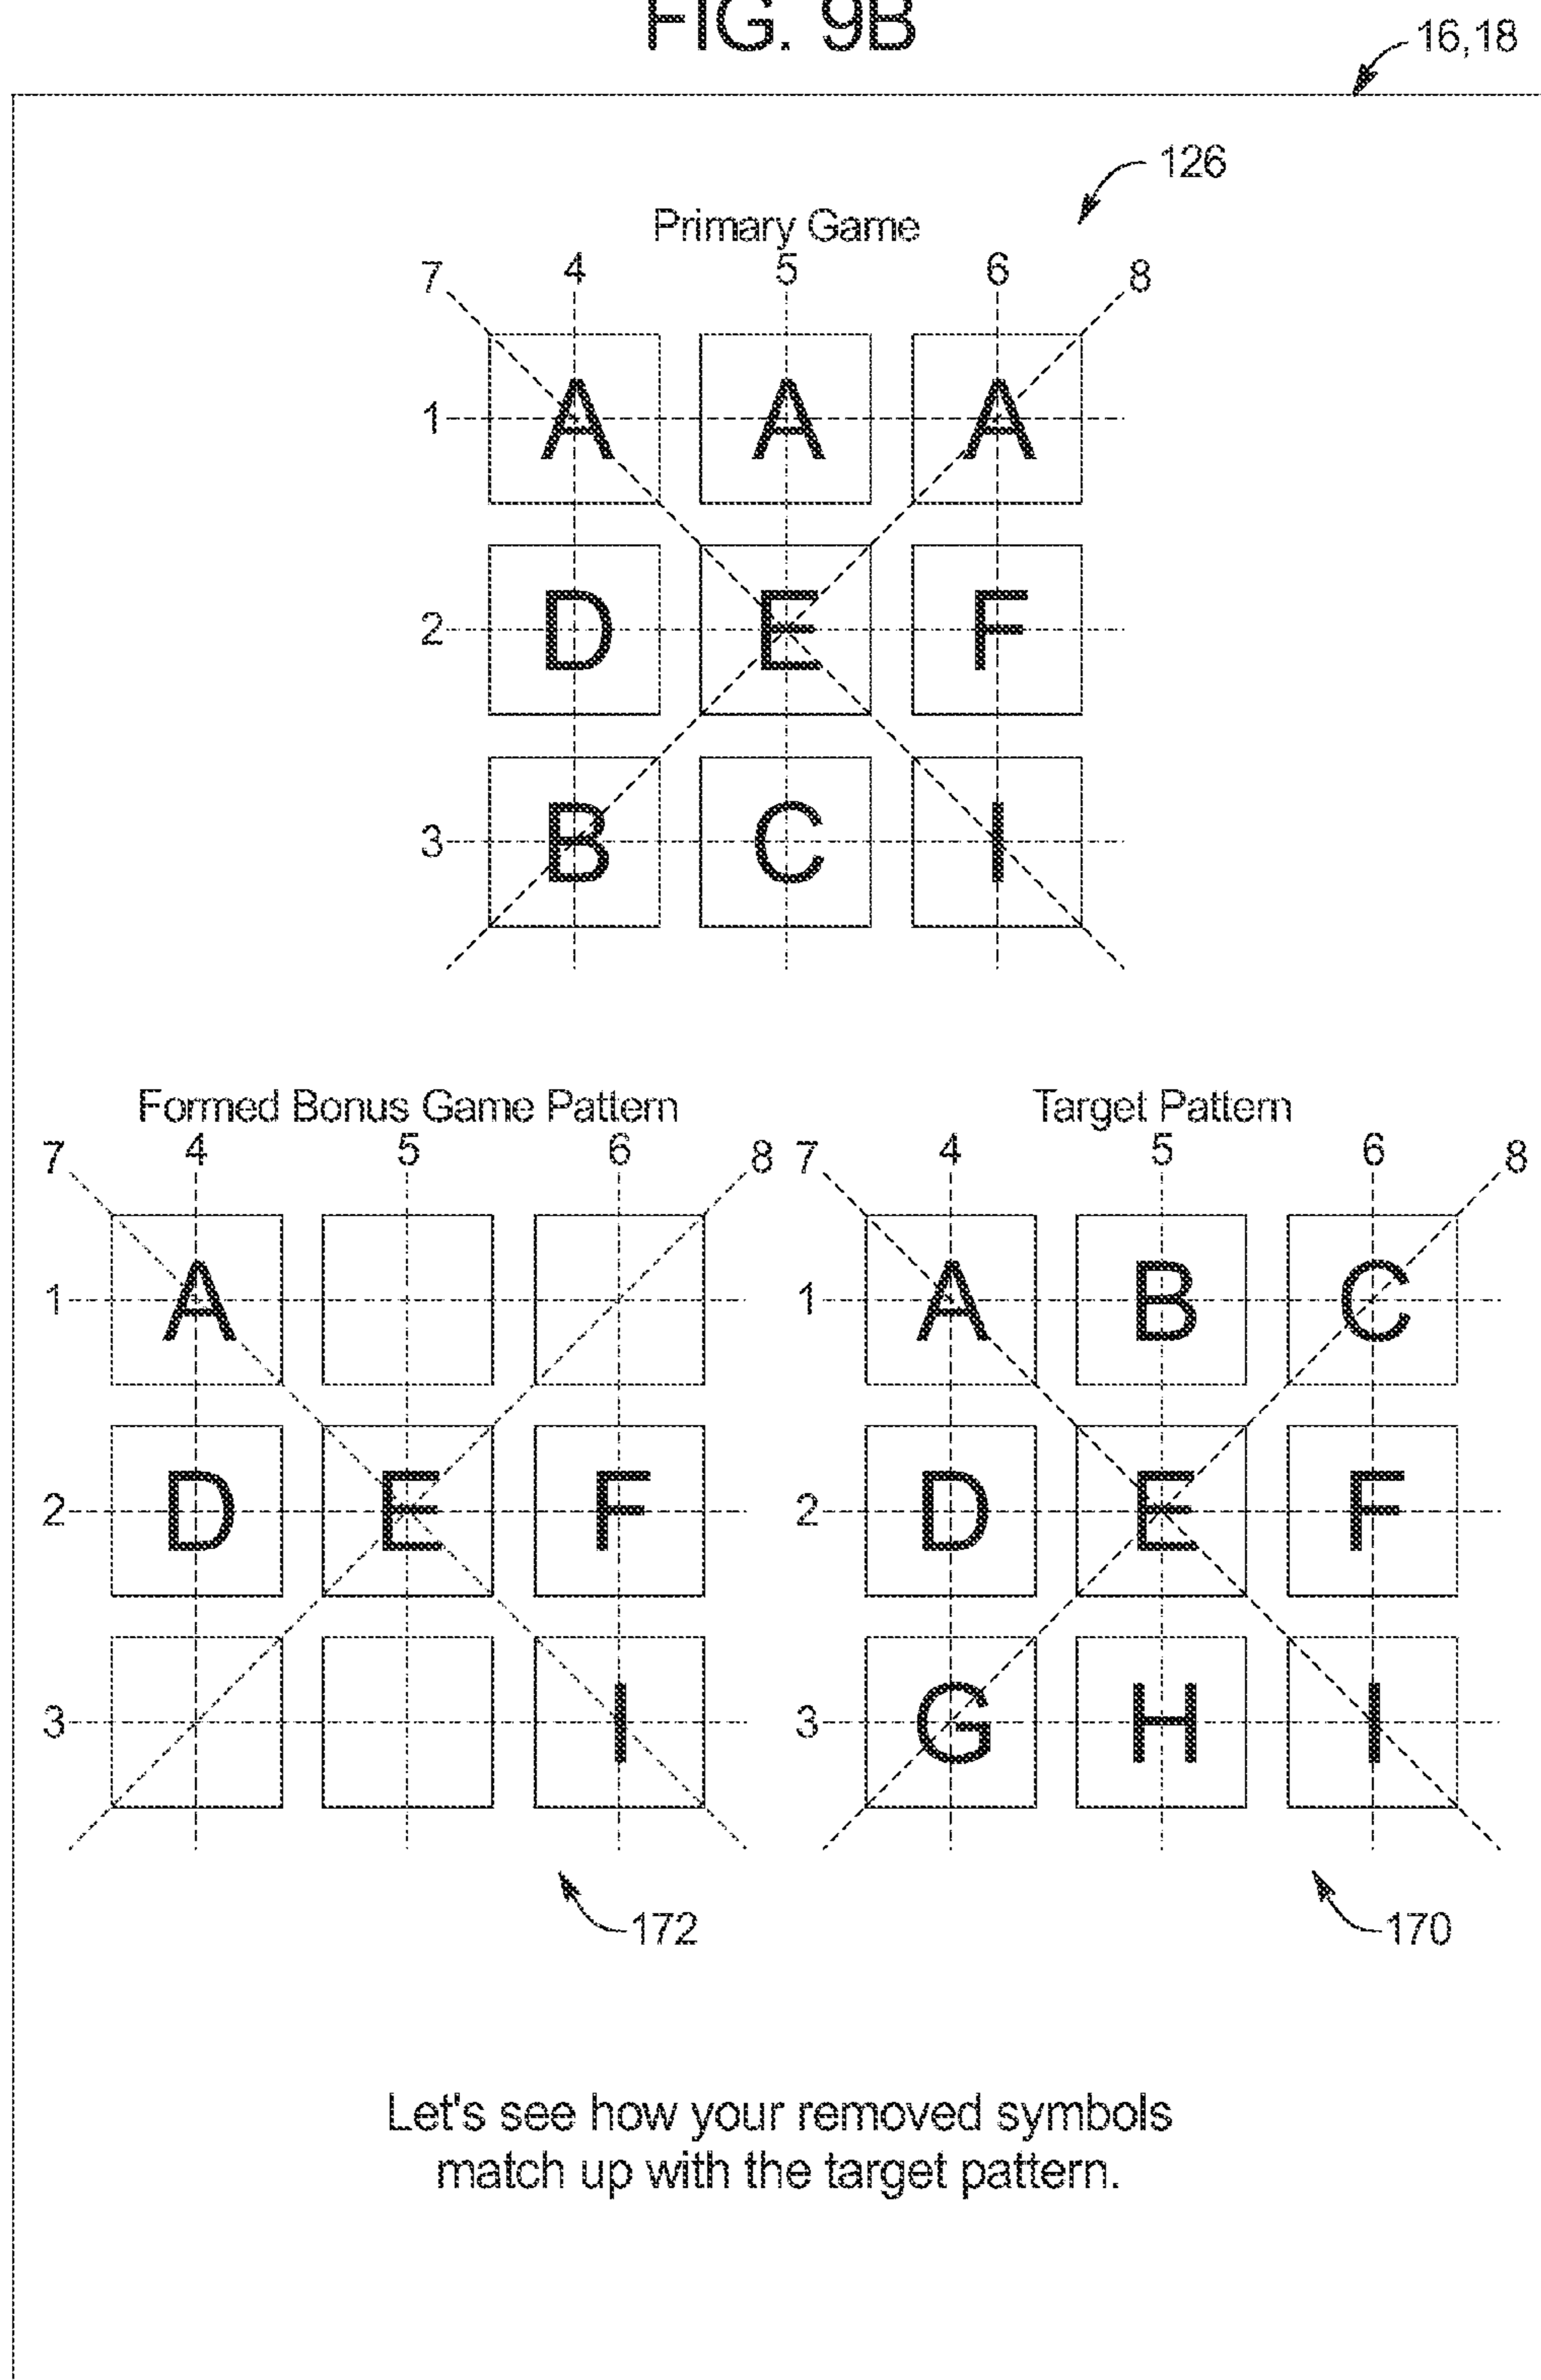 FIG. 9B
16,18
126
Primary Game
7 4 5 6 8
1 A A A
2 D E F
3 B C I
Formed Bonus Game Pattern
7 4 5 6 8
1 A
2 D E F
3 I
172
Target Pattern
7 4 5 6 8
1 A B C
2 D E F
3 G H I
170
Let's see how your removed symbols
match up with the target pattern.